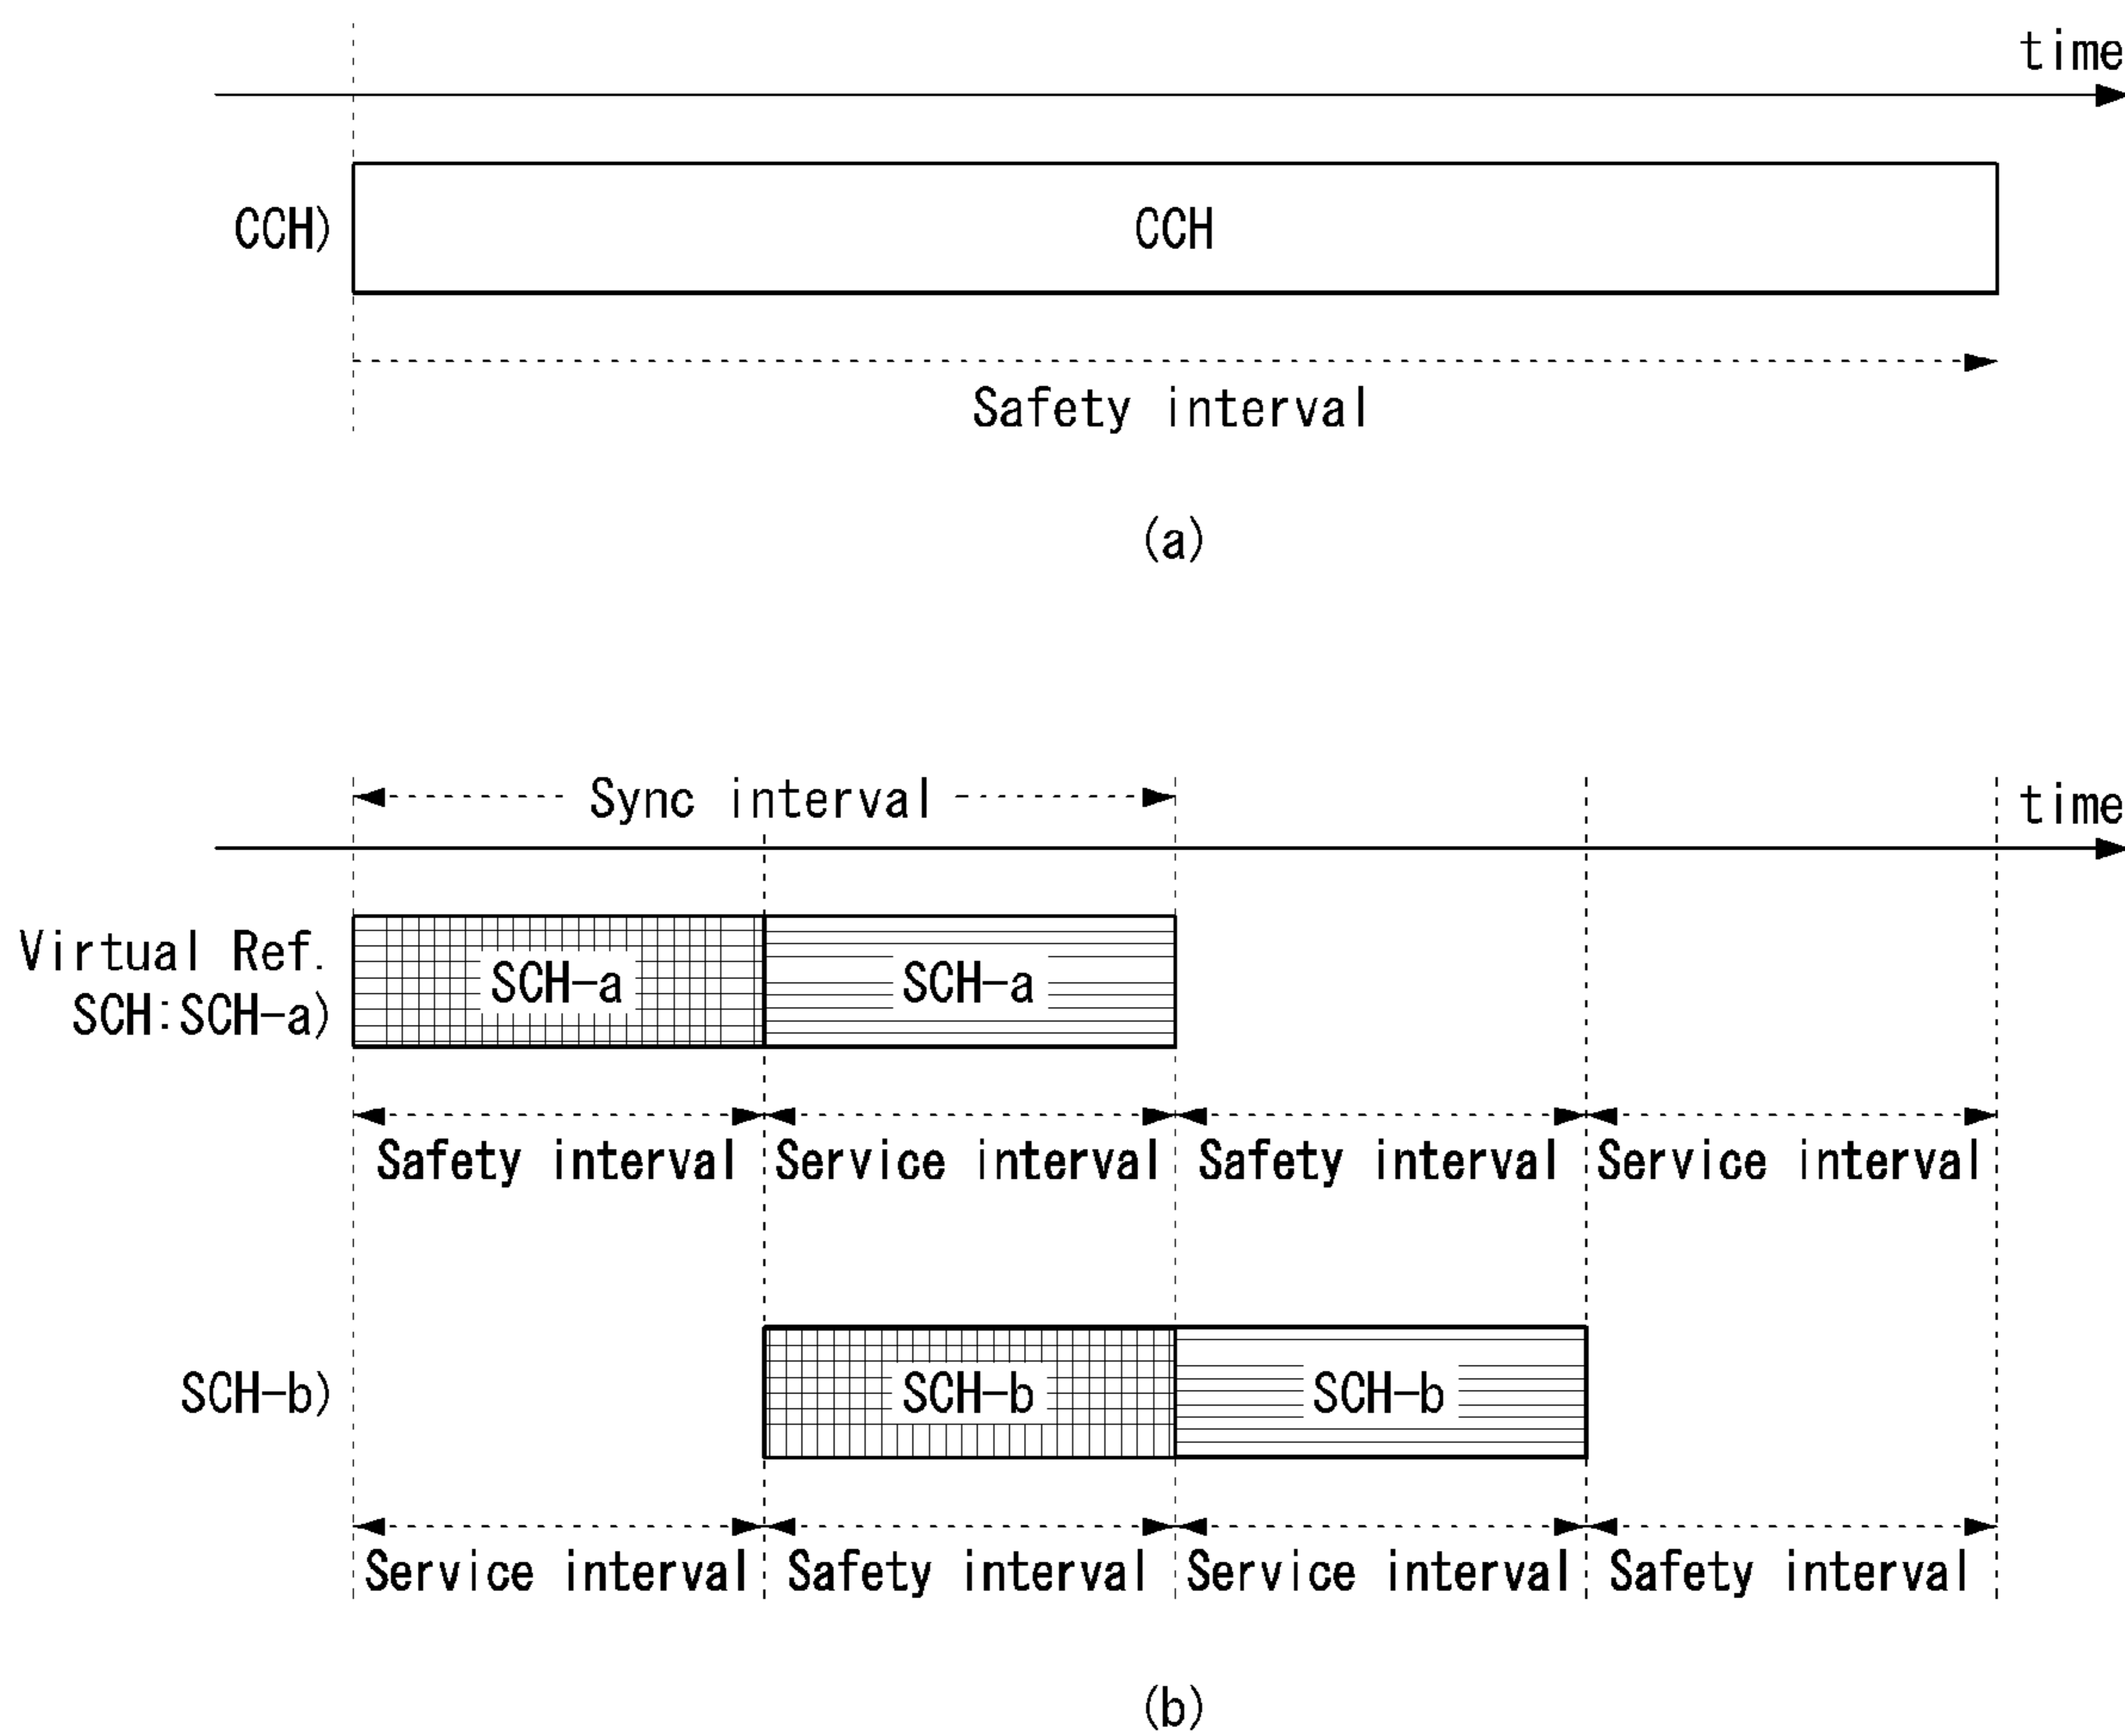 time
CCH)
CCH
Safety interval
(a)
Sync interval
time
Virtual Ref.
SCH:SCH-a)
SCH-a
SCH-a
Safety interval
Service interval
Safety interval
Service interval
SCH-b)
SCH-b
SCH-b
Service interval
Safety interval
Service interval
Safety interval
(b)